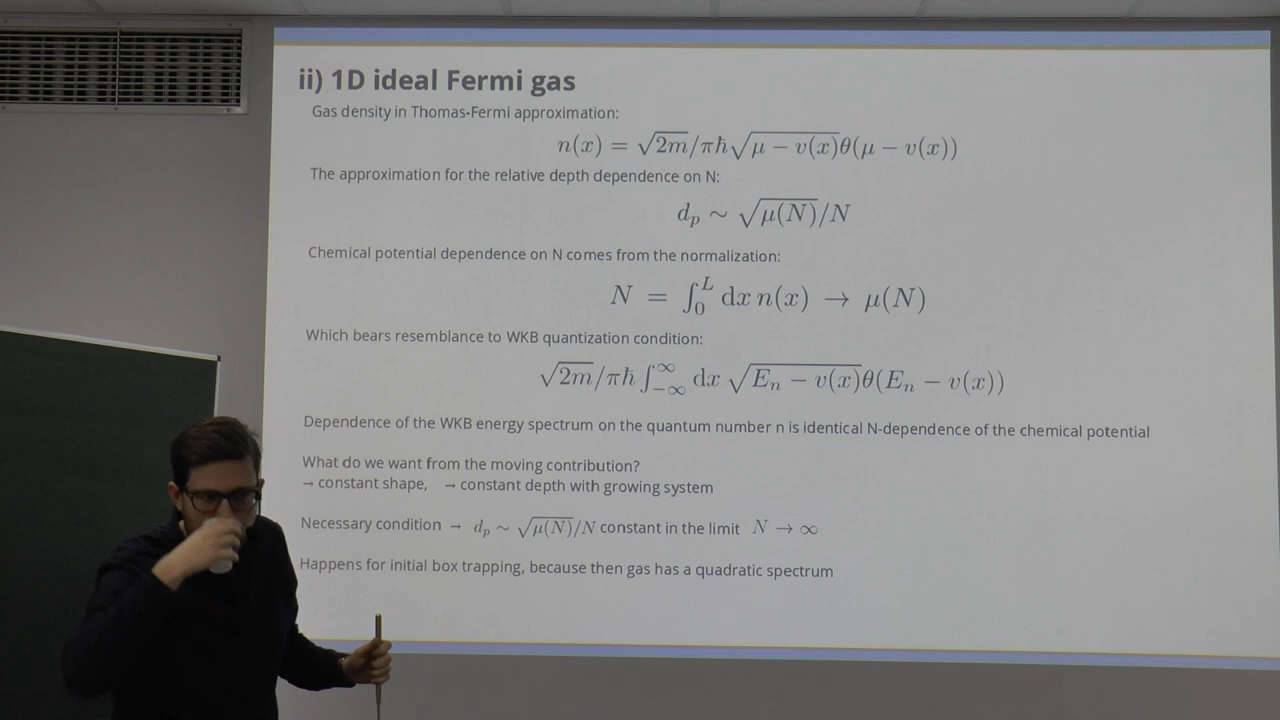 ii) 1D ideal Fermi gas
Gas density in Thomas-Fermi approximation:
n(x) = √2m/πℏ√μ − v(x)θ(μ − v(x))
The approximation for the relative depth dependence on N:
d_p ∼ √μ(N)/N
Chemical potential dependence on N comes from the normalization:
N = ∫_0^L dx n(x) → μ(N)
Which bears resemblance to WKB quantization condition:
√2m/πℏ ∫_{−∞}^{∞} dx √E_n − v(x)θ(E_n − v(x))
Dependence of the WKB energy spectrum on the quantum number n is identical N-dependence of the chemical potential
What do we want from the moving contribution?
→ constant shape, → constant depth with growing system
Necessary condition → d_p ∼ √μ(N)/N constant in the limit N → ∞
Happens for initial box trapping, because then gas has a quadratic spectrum